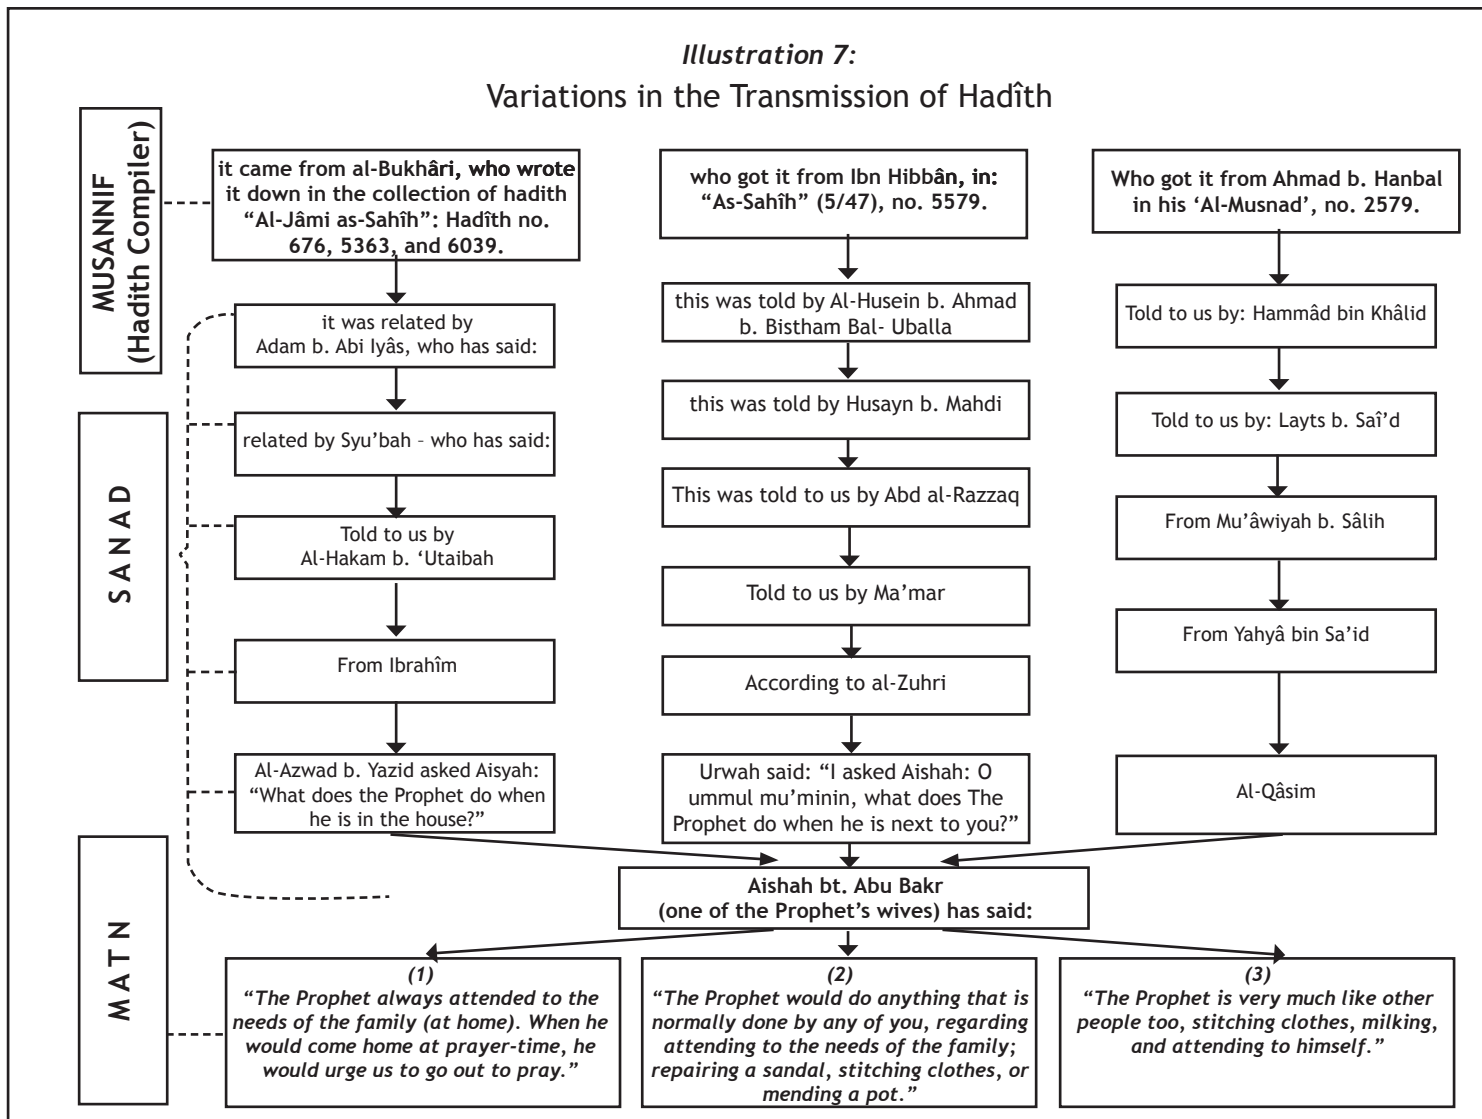 Illustration 7:
Variations in the Transmission of Hadîth
MUSANNIF
(Hadith Compiler)
it came from al-Bukhâri, who wrote
it down in the collection of hadith
“Al-Jâmi as-Sahîh”: Hadîth no.
676, 5363, and 6039.
who got it from Ibn Hibbân, in:
“As-Sahîh” (5/47), no. 5579.
Who got it from Ahmad b. Hanbal
in his ‘Al-Musnad’, no. 2579.
SANAD
it was related by
Adam b. Abi Iyâs, who has said:
this was told by Al-Husein b. Ahmad
b. Bistham Bal- Uballa
Told to us by: Hammâd bin Khâlid
related by Syu’bah – who has said:
this was told by Husayn b. Mahdi
Told to us by: Layts b. Saî’d
Told to us by
Al-Hakam b. ‘Utaibah
This was told to us by Abd al-Razzaq
From Mu’âwiyah b. Sâlih
Told to us by Ma’mar
From Ibrahîm
According to al-Zuhri
From Yahyâ bin Sa’id
Al-Azwad b. Yazid asked Aisyah:
“What does the Prophet do when
he is in the house?”
Urwah said: “I asked Aishah: O
ummul mu’minin, what does The
Prophet do when he is next to you?”
Al-Qâsim
MATN
Aishah bt. Abu Bakr
(one of the Prophet’s wives) has said:
(1)
“The Prophet always attended to the
needs of the family (at home). When he
would come home at prayer-time, he
would urge us to go out to pray.”
(2)
“The Prophet would do anything that is
normally done by any of you, regarding
attending to the needs of the family;
repairing a sandal, stitching clothes, or
mending a pot.”
(3)
“The Prophet is very much like other
people too, stitching clothes, milking,
and attending to himself.”